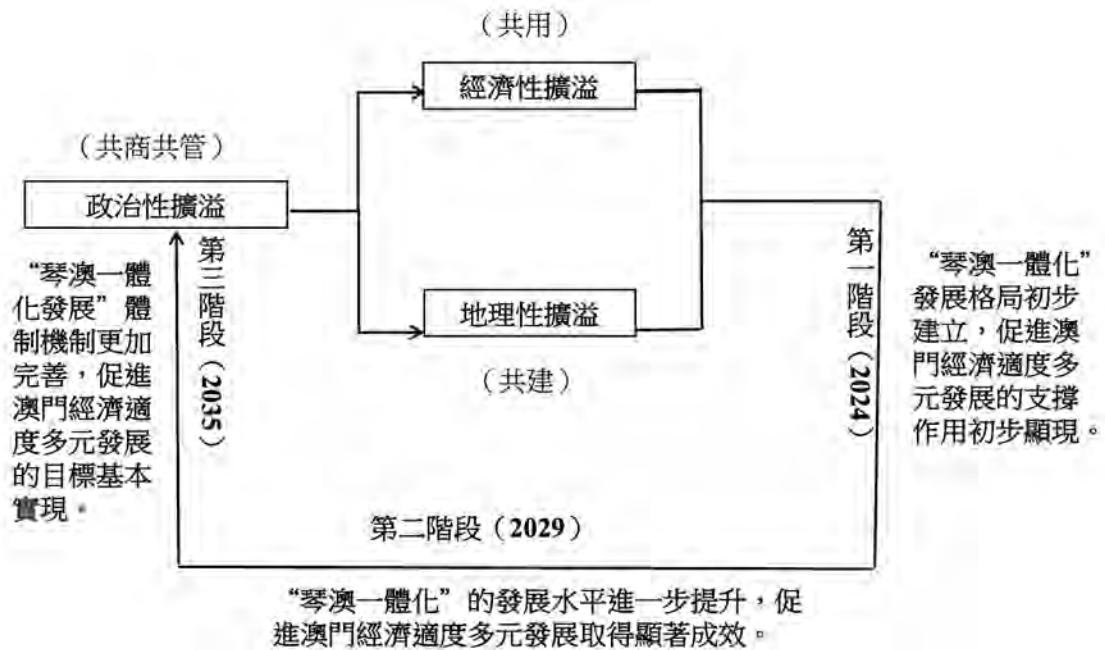 （共用）
經濟性擴溢
（共商共管）
政治性擴溢
地理性擴溢
（共建）
“琴澳一體
化發展”體
制機制更加
完善，促進
澳門經濟適
度多元發展
的目標基本
實現。
第三階段（2035）
第一階段（2024）
“琴澳一體化”
發展格局初步
建立，促進澳
門經濟適度多
元發展的支撐
作用初步顯現。
第二階段（2029）
“琴澳一體化”的發展水平進一步提升，促
進澳門經濟適度多元發展取得顯著成效。